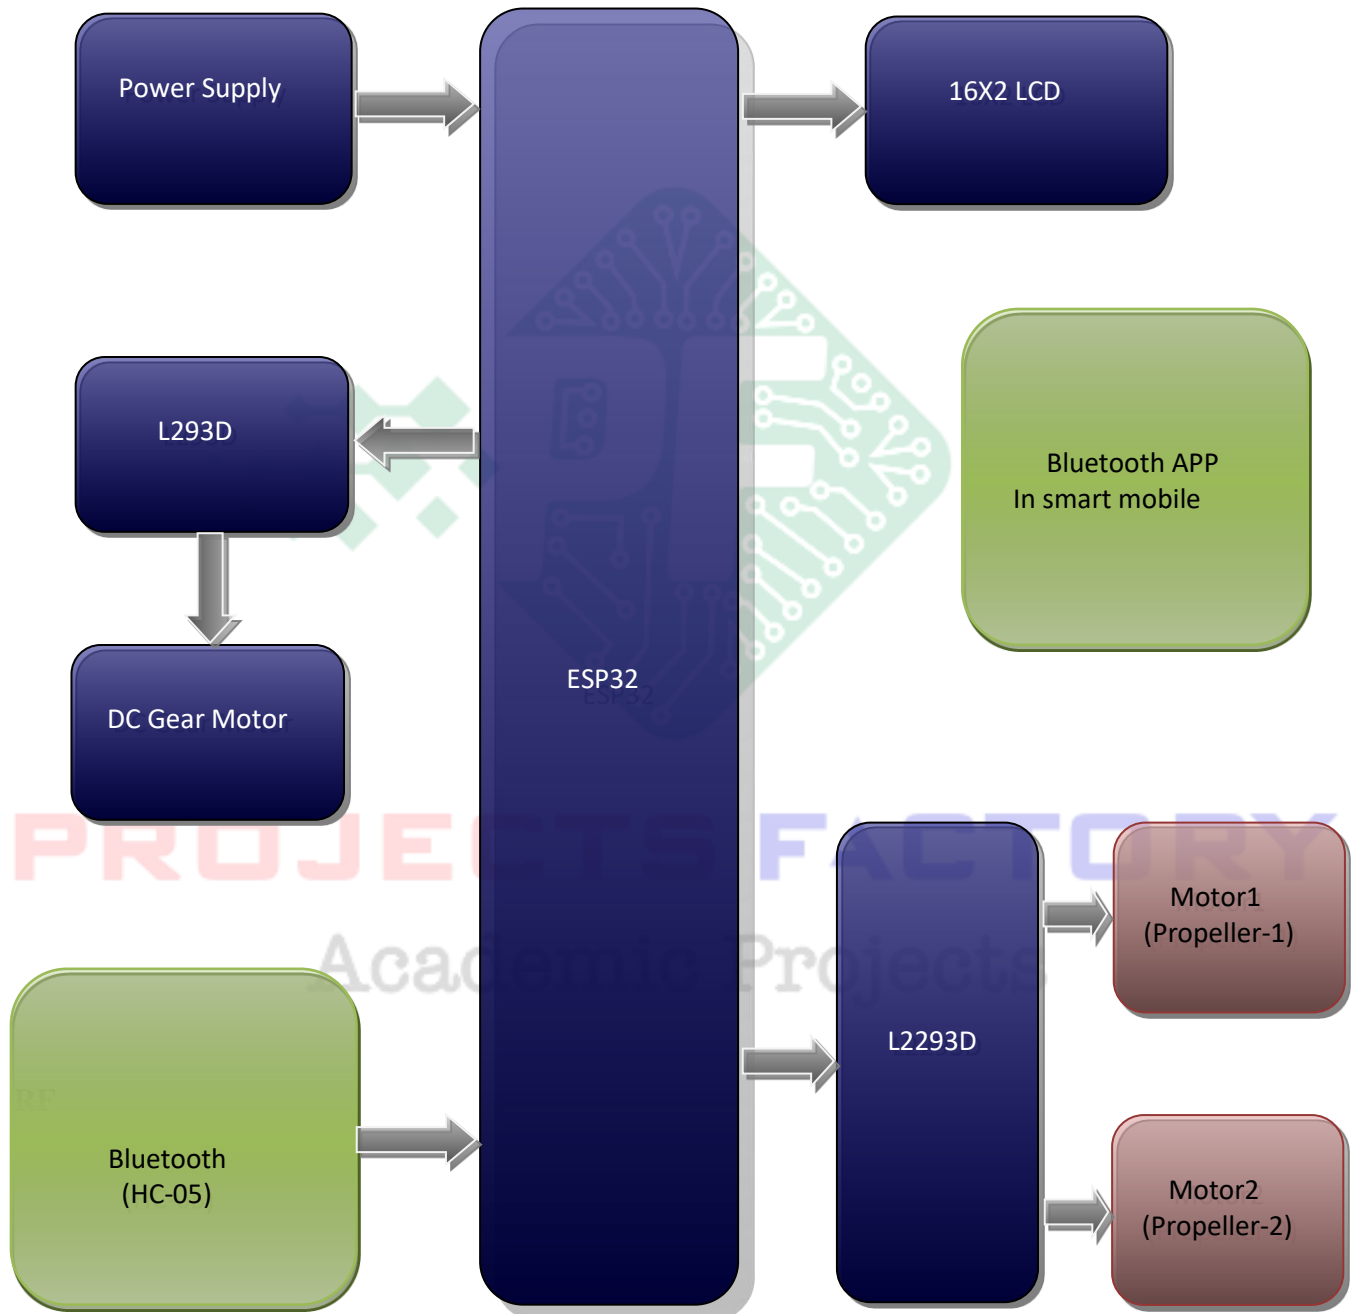 Power Supply
16X2 LCD
L293D
Bluetooth APP
In smart mobile
ESP32
DC Gear Motor
PROJECTS FACTORY
Academic Projects
Motor1
(Propeller-1)
L2293D
RF
Bluetooth
(HC-05)
Motor2
(Propeller-2)